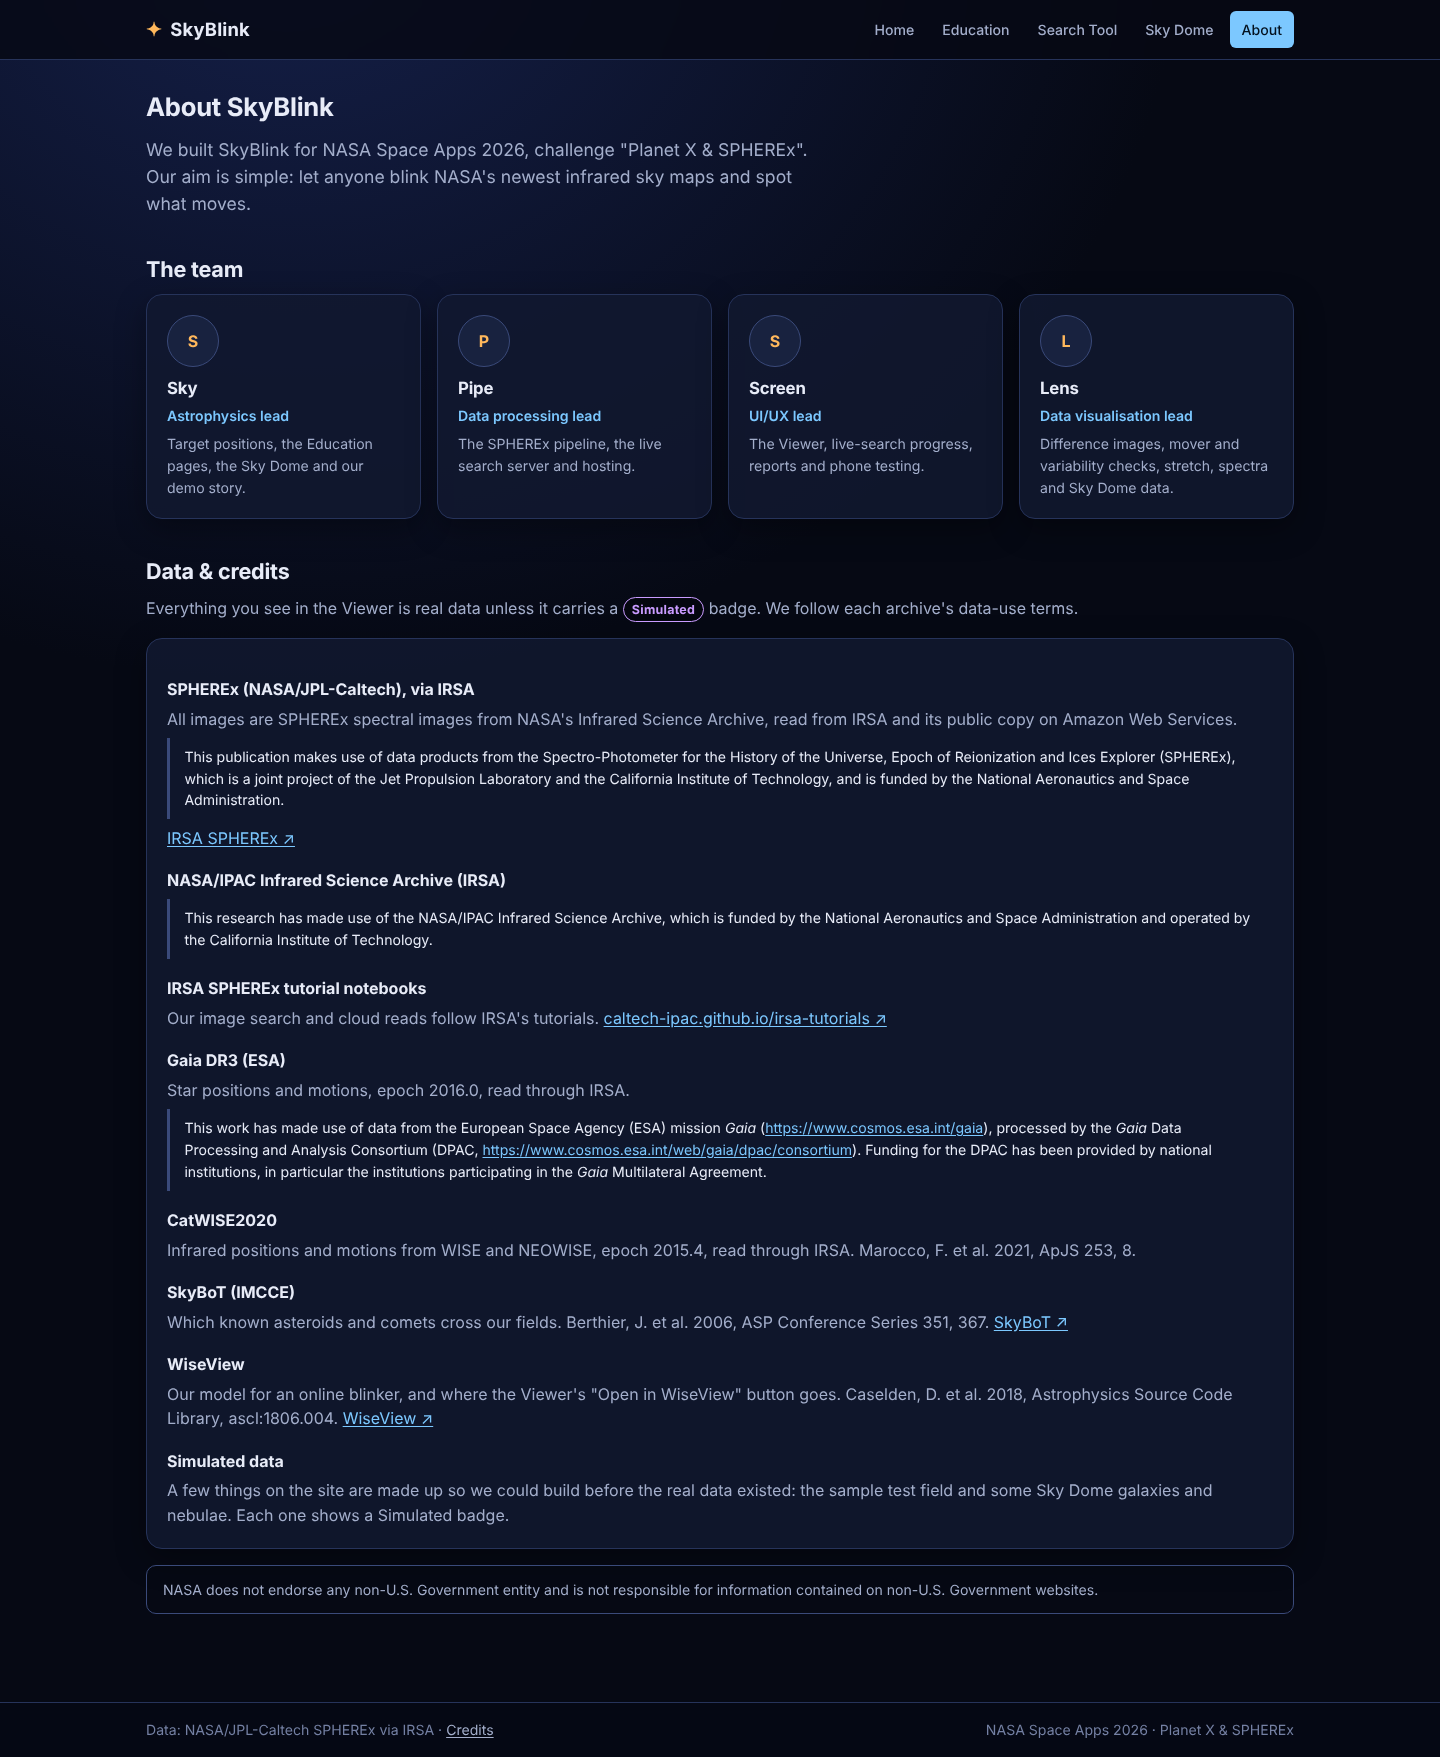 ✦ SkyBlink
Home Education Search Tool Sky Dome About
About SkyBlink
We built SkyBlink for NASA Space Apps 2026, challenge "Planet X & SPHEREx".
Our aim is simple: let anyone blink NASA's newest infrared sky maps and spot
what moves.
The team
S
Sky
Astrophysics lead
Target positions, the Education
pages, the Sky Dome and our
demo story.
P
Pipe
Data processing lead
The SPHEREx pipeline, the live
search server and hosting.
S
Screen
UI/UX lead
The Viewer, live-search progress,
reports and phone testing.
L
Lens
Data visualisation lead
Difference images, mover and
variability checks, stretch, spectra
and Sky Dome data.
Data & credits
Everything you see in the Viewer is real data unless it carries a Simulated badge. We follow each archive's data-use terms.
SPHEREx (NASA/JPL-Caltech), via IRSA
All images are SPHEREx spectral images from NASA's Infrared Science Archive, read from IRSA and its public copy on Amazon Web Services.
This publication makes use of data products from the Spectro-Photometer for the History of the Universe, Epoch of Reionization and Ices Explorer (SPHEREx),
which is a joint project of the Jet Propulsion Laboratory and the California Institute of Technology, and is funded by the National Aeronautics and Space
Administration.
IRSA SPHEREx ↗
NASA/IPAC Infrared Science Archive (IRSA)
This research has made use of the NASA/IPAC Infrared Science Archive, which is funded by the National Aeronautics and Space Administration and operated by
the California Institute of Technology.
IRSA SPHEREx tutorial notebooks
Our image search and cloud reads follow IRSA's tutorials. caltech-ipac.github.io/irsa-tutorials ↗
Gaia DR3 (ESA)
Star positions and motions, epoch 2016.0, read through IRSA.
This work has made use of data from the European Space Agency (ESA) mission Gaia (https://www.cosmos.esa.int/gaia), processed by the Gaia Data
Processing and Analysis Consortium (DPAC, https://www.cosmos.esa.int/web/gaia/dpac/consortium). Funding for the DPAC has been provided by national
institutions, in particular the institutions participating in the Gaia Multilateral Agreement.
CatWISE2020
Infrared positions and motions from WISE and NEOWISE, epoch 2015.4, read through IRSA. Marocco, F. et al. 2021, ApJS 253, 8.
SkyBoT (IMCCE)
Which known asteroids and comets cross our fields. Berthier, J. et al. 2006, ASP Conference Series 351, 367. SkyBoT ↗
WiseView
Our model for an online blinker, and where the Viewer's "Open in WiseView" button goes. Caselden, D. et al. 2018, Astrophysics Source Code
Library, ascl:1806.004. WiseView ↗
Simulated data
A few things on the site are made up so we could build before the real data existed: the sample test field and some Sky Dome galaxies and
nebulae. Each one shows a Simulated badge.
NASA does not endorse any non-U.S. Government entity and is not responsible for information contained on non-U.S. Government websites.
Data: NASA/JPL-Caltech SPHEREx via IRSA · Credits
NASA Space Apps 2026 · Planet X & SPHEREx